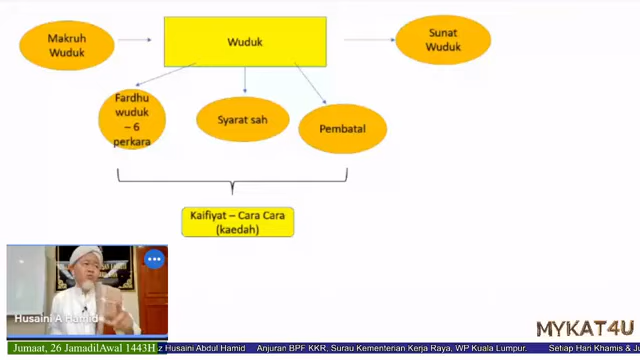 Makruh
Wuduk
Wuduk
Sunat
Wuduk
Fardhu
wuduk
– 6
perkara
Syarat sah
Pembatal
Kaifiyat – Cara Cara
(kaedah)
Husaini A Hamid
MYKAT4U
Jumaat, 26 JamadilAwal 1443H
z Husaini Abdul Hamid Anjuran BPF KKR, Surau Kementerian Kerja Raya, WP Kuala Lumpur. Setiap Hari Khamis & Ju